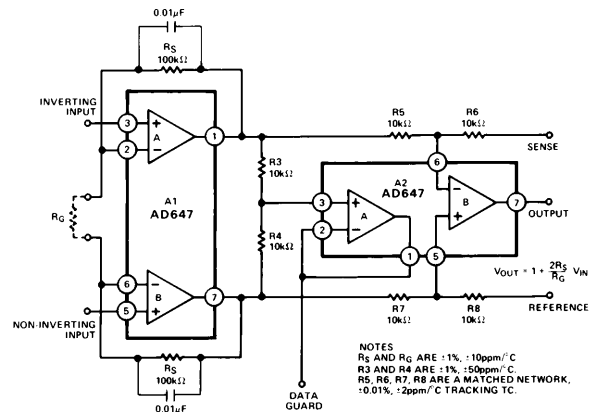 0.01μF
RS
100kΩ
INVERTING
INPUT
3
+
2
−
A
1
A1
AD647
RG
6
−
5
+
B
7
NON-INVERTING
INPUT
RS
100kΩ
0.01μF
R3
10kΩ
R4
10kΩ
R5
10kΩ
R6
10kΩ
SENSE
A2
AD647
3
+
2
−
A
1
6
−
+
B
5
7
OUTPUT
VOUT = 1 + 2RS/RG VIN
R7
10kΩ
R8
10kΩ
REFERENCE
DATA
GUARD
NOTES
RS AND RG ARE ±1%, ±10ppm/°C
R3 AND R4 ARE ±1%, ±50ppm/°C.
R5, R6, R7, R8 ARE A MATCHED NETWORK,
±0.01%, ±2ppm/°C TRACKING TC.